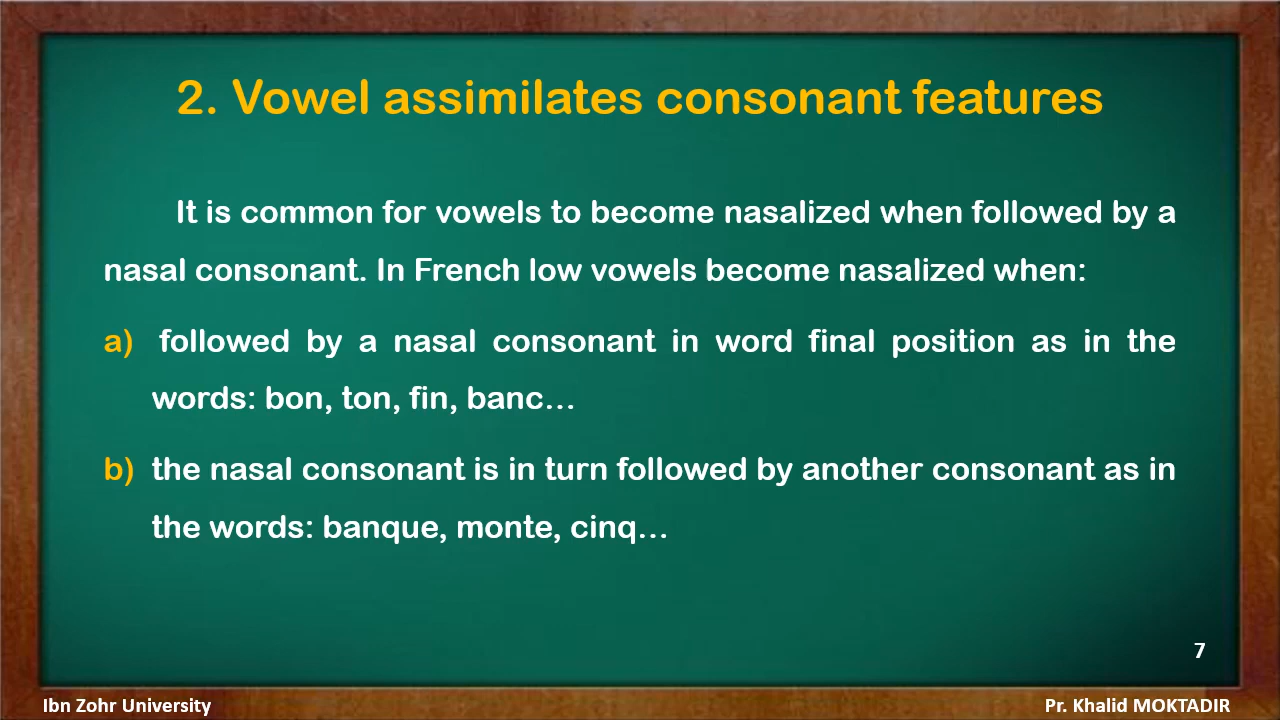 2. Vowel assimilates consonant features
It is common for vowels to become nasalized when followed by a
nasal consonant. In French low vowels become nasalized when:
a) followed by a nasal consonant in word final position as in the
words: bon, ton, fin, banc…
b) the nasal consonant is in turn followed by another consonant as in
the words: banque, monte, cinq…
7
Ibn Zohr University
Pr. Khalid MOKTADIR